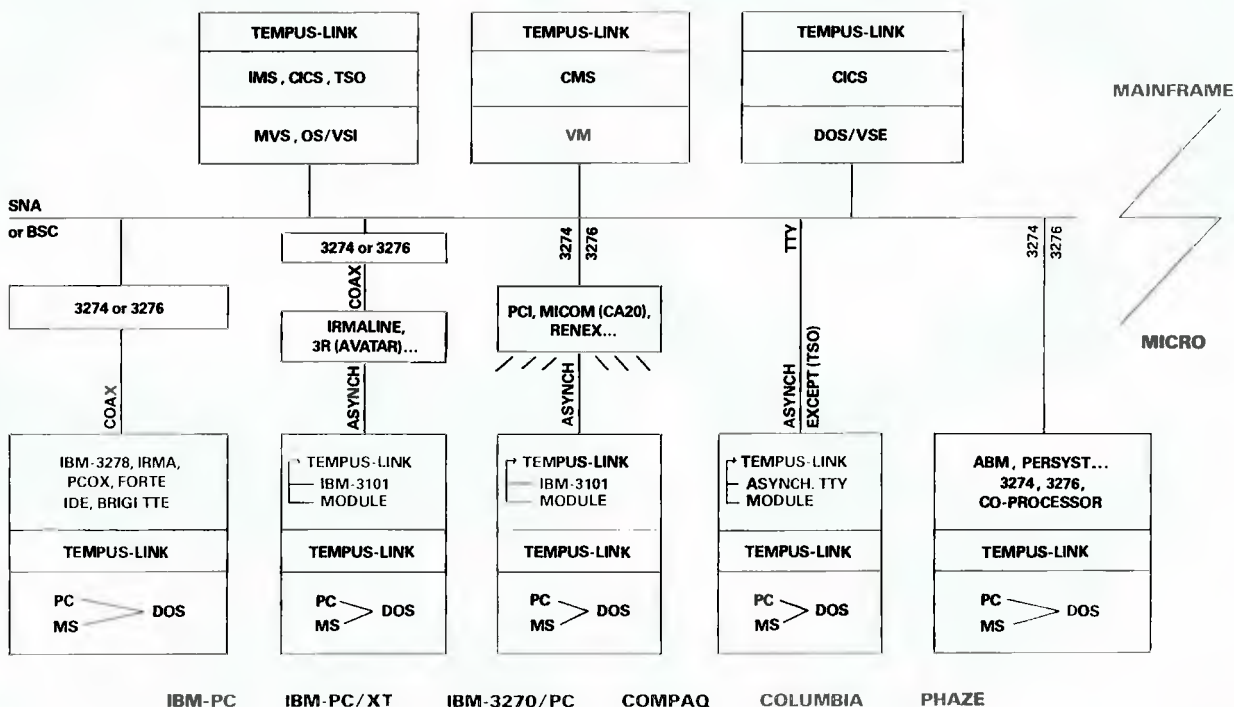 TEMPUS-LINK
IMS, CICS, TSO
MVS, OS/VSI
TEMPUS-LINK
CMS
VM
TEMPUS-LINK
CICS
DOS/VSE
MAINFRAME
MICRO
SNA
or BSC
3274 or 3276
COAX
3274 or 3276
COAX
IRMALINE,
3R (AVATAR)...
ASYNCH
3274
3276
PCI, MICOM (CA20),
RENEX...
ASYNCH
TTY
ASYNCH
EXCEPT (TSO)
3274
3276
IBM-3278, IRMA,
PCOX, FORTE
IDE, BRIGI TTE
TEMPUS-LINK
PC
MS
DOS
TEMPUS-LINK
IBM-3101
MODULE
TEMPUS-LINK
PC
MS
DOS
TEMPUS-LINK
IBM-3101
MODULE
TEMPUS-LINK
PC
MS
DOS
TEMPUS-LINK
ASYNCH. TTY
MODULE
TEMPUS-LINK
PC
MS
DOS
ABM, PERSYST...
3274, 3276,
CO-PROCESSOR
TEMPUS-LINK
PC
MS
DOS
IBM-PC IBM-PC/XT IBM-3270/PC COMPAQ COLUMBIA PHAZE